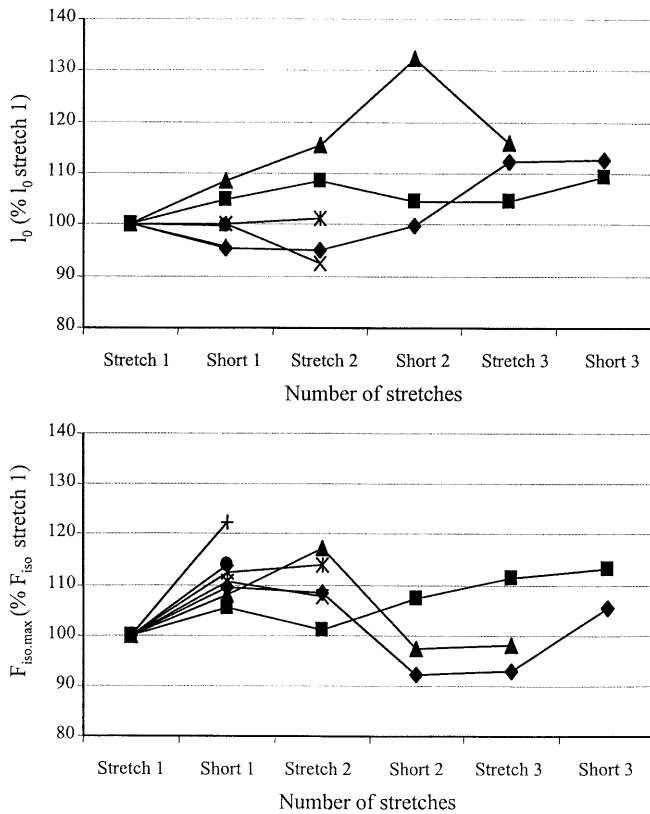 140
130
120
110
100
90
80
l0 (% l0 stretch 1)
Stretch 1 Short 1 Stretch 2 Short 2 Stretch 3 Short 3
Number of stretches
140
130
120
110
100
90
80
Fiso.max (% Fiso stretch 1)
Stretch 1 Short 1 Stretch 2 Short 2 Stretch 3 Short 3
Number of stretches